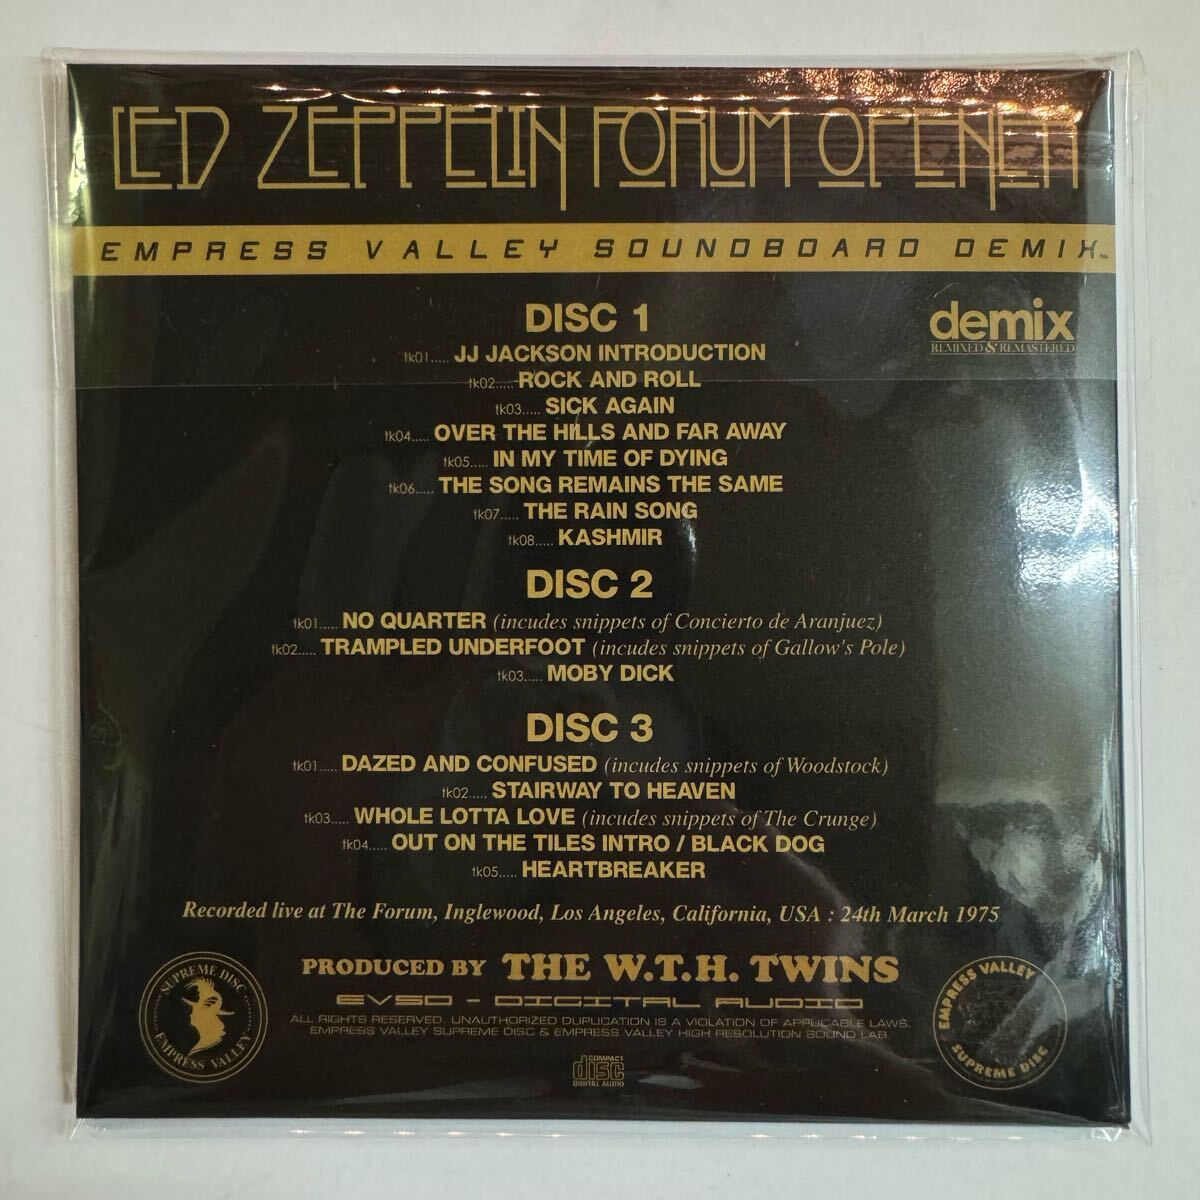 LED ZEPPELIN FORUM OPENER
EMPRESS VALLEY SOUNDBOARD DEMIX
DISC 1
demix
REMIXED & REMASTERED
tk01..... JJ JACKSON INTRODUCTION
tk02..... ROCK AND ROLL
tk03..... SICK AGAIN
tk04..... OVER THE HILLS AND FAR AWAY
tk05..... IN MY TIME OF DYING
tk06..... THE SONG REMAINS THE SAME
tk07..... THE RAIN SONG
tk08..... KASHMIR
DISC 2
tk01..... NO QUARTER (incudes snippets of Concierto de Aranjuez)
tk02..... TRAMPLED UNDERFOOT (incudes snippets of Gallow's Pole)
tk03..... MOBY DICK
DISC 3
tk01..... DAZED AND CONFUSED (incudes snippets of Woodstock)
tk02..... STAIRWAY TO HEAVEN
tk03..... WHOLE LOTTA LOVE (incudes snippets of The Crunge)
tk04..... OUT ON THE TILES INTRO / BLACK DOG
tk05..... HEARTBREAKER
Recorded live at The Forum, Inglewood, Los Angeles, California, USA : 24th March 1975
PRODUCED BY THE W.T.H. TWINS
EVSD - DIGITAL AUDIO
ALL RIGHTS RESERVED. UNAUTHORIZED DUPLICATION IS A VIOLATION OF APPLICABLE LAWS.
EMPRESS VALLEY SUPREME DISC & EMPRESS VALLEY HIGH RESOLUTION SOUND LAB
SUPREME DISC
EMPRESS VALLEY
COMPACT
disc
DIGITAL AUDIO
EMPRESS VALLEY
SUPREME DISC